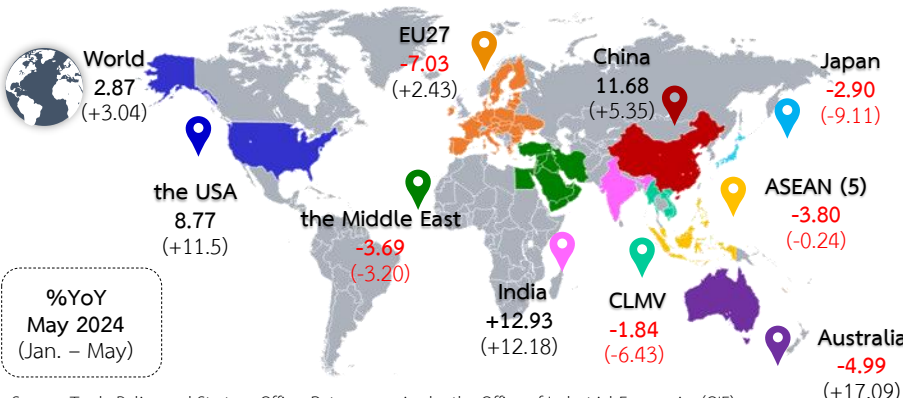 World
2.87
(+3.04)
EU27
-7.03
(+2.43)
China
11.68
(+5.35)
Japan
-2.90
(-9.11)
the USA
8.77
(+11.5)
the Middle East
-3.69
(-3.20)
ASEAN (5)
-3.80
(-0.24)
India
+12.93
(+12.18)
CLMV
-1.84
(-6.43)
Australia
-4.99
(+17.09)
%YoY
May 2024
(Jan. – May)